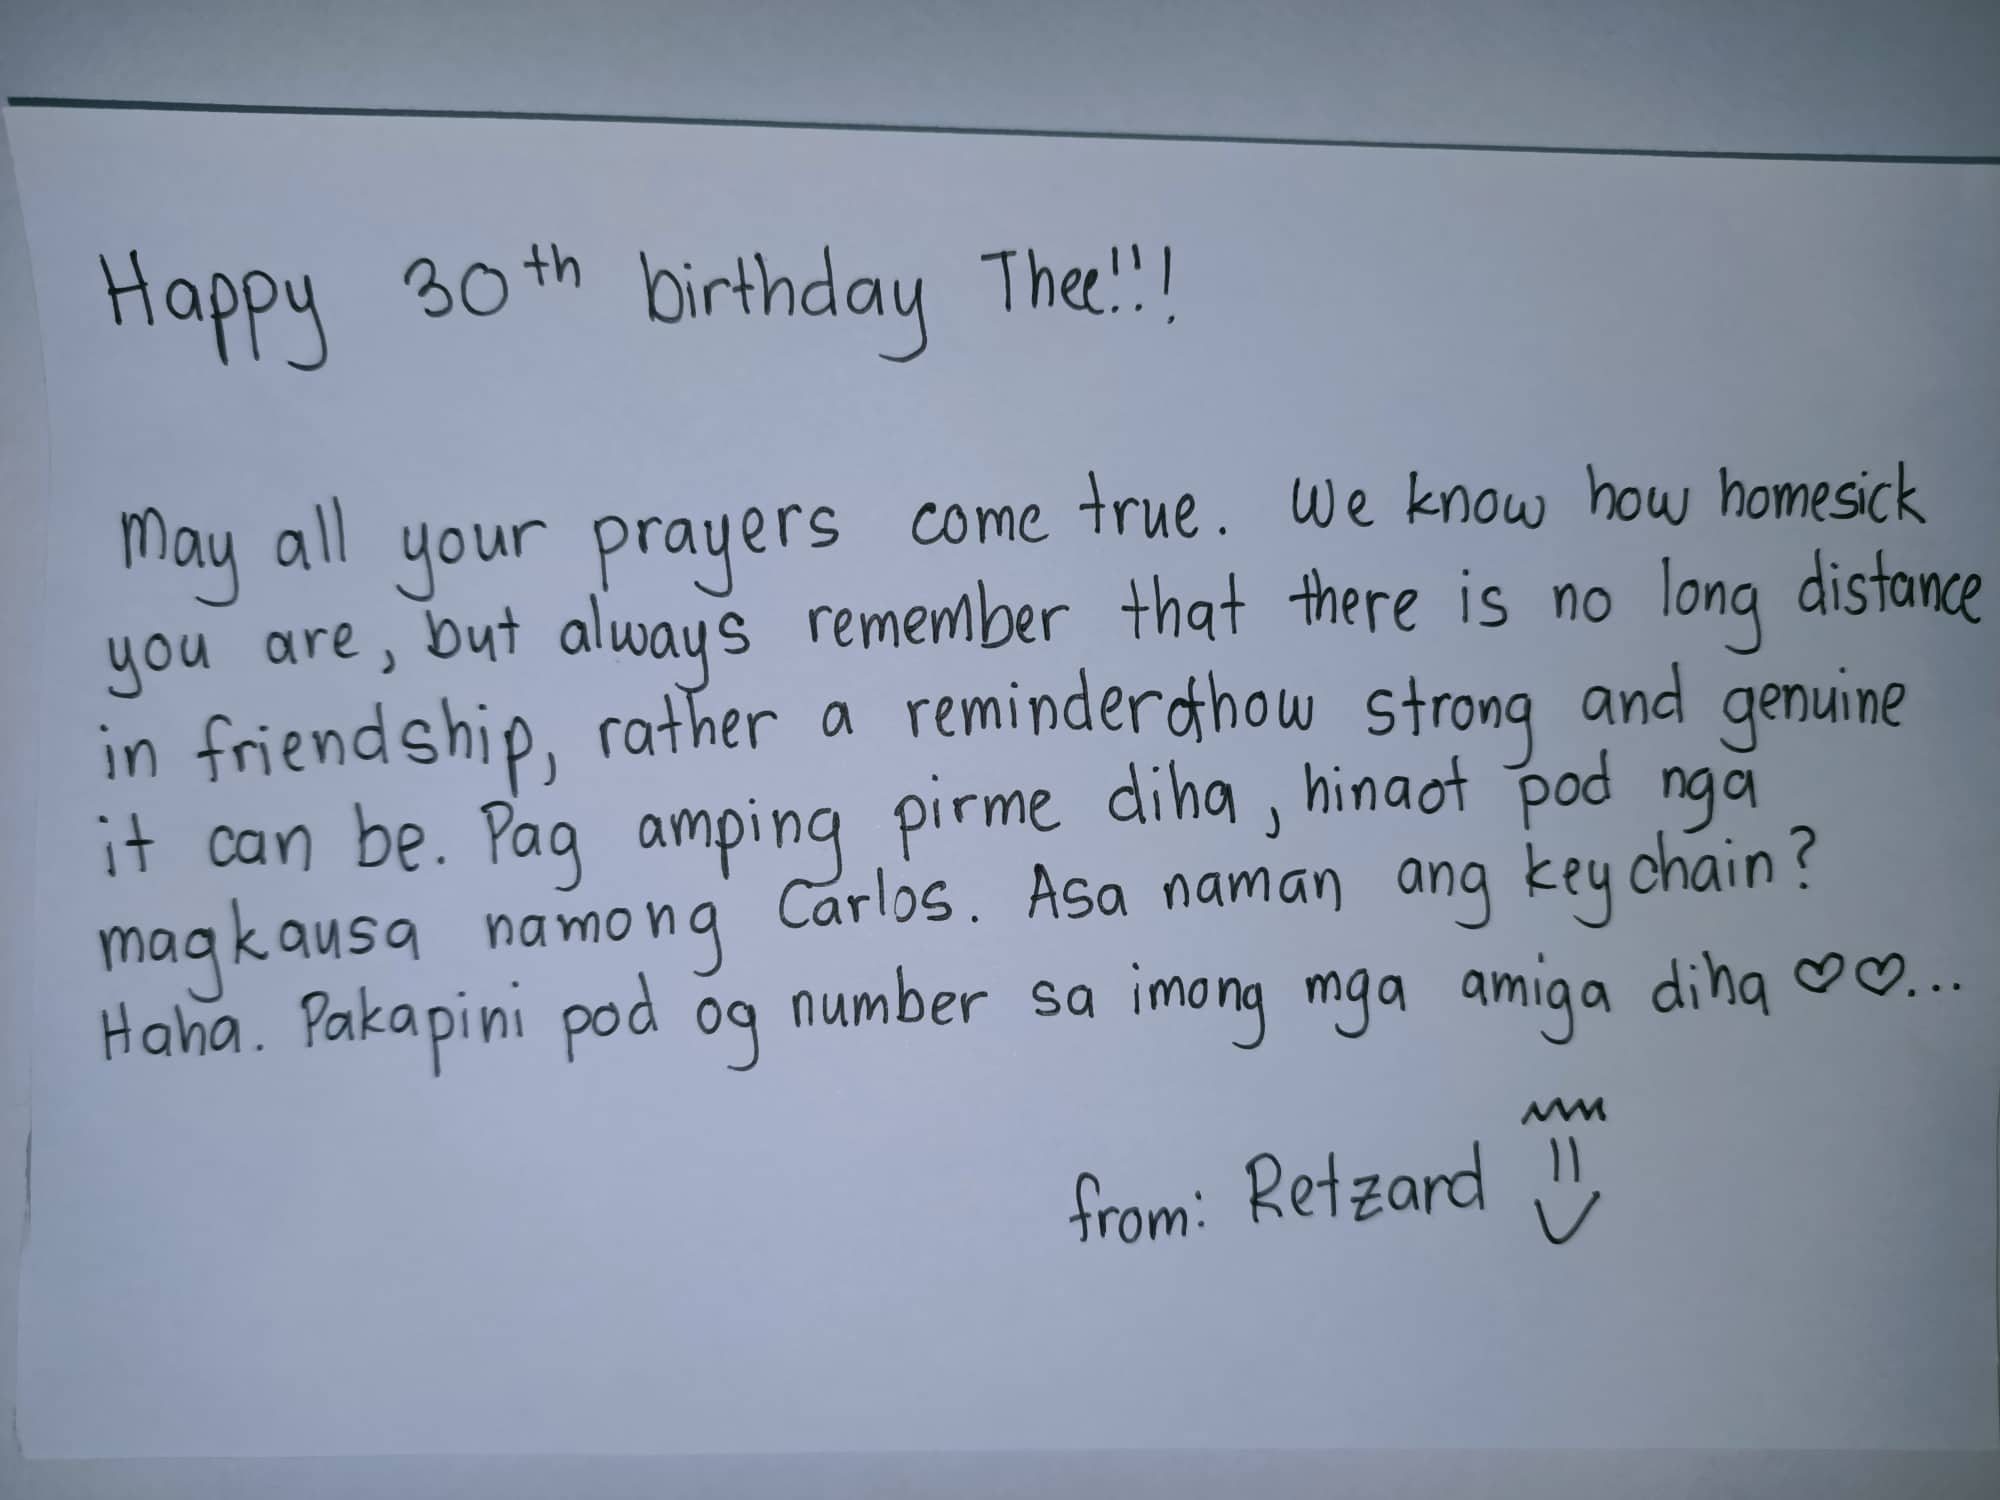 Happy 30th birthday Thee!!!
May all your prayers come true. We know how homesick
you are, but always remember that there is no long distance
in friendship, rather a reminder of how strong and genuine
it can be. Pag amping pirme diha, hinaot pod nga
magkausa namong Carlos. Asa naman ang keychain?
Haha. Pakapini pod og number sa imong mga amiga diha ♡♡...
from: Retzard